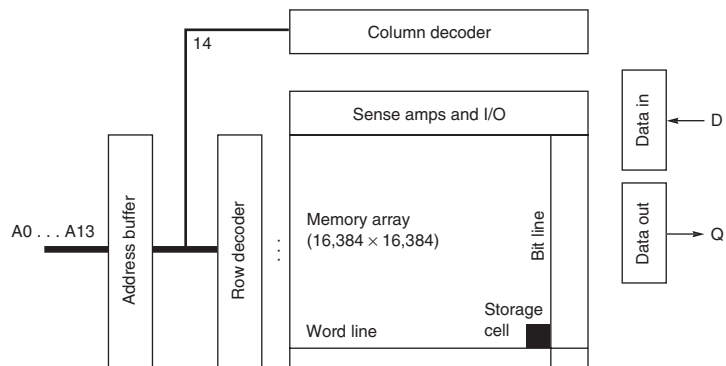 Column decoder
14
Sense amps and I/O
Data in
D
A0 . . . A13
Address buffer
Row decoder
. . .
Memory array
(16,384 × 16,384)
Bit line
Data out
Q
Storage
cell
Word line